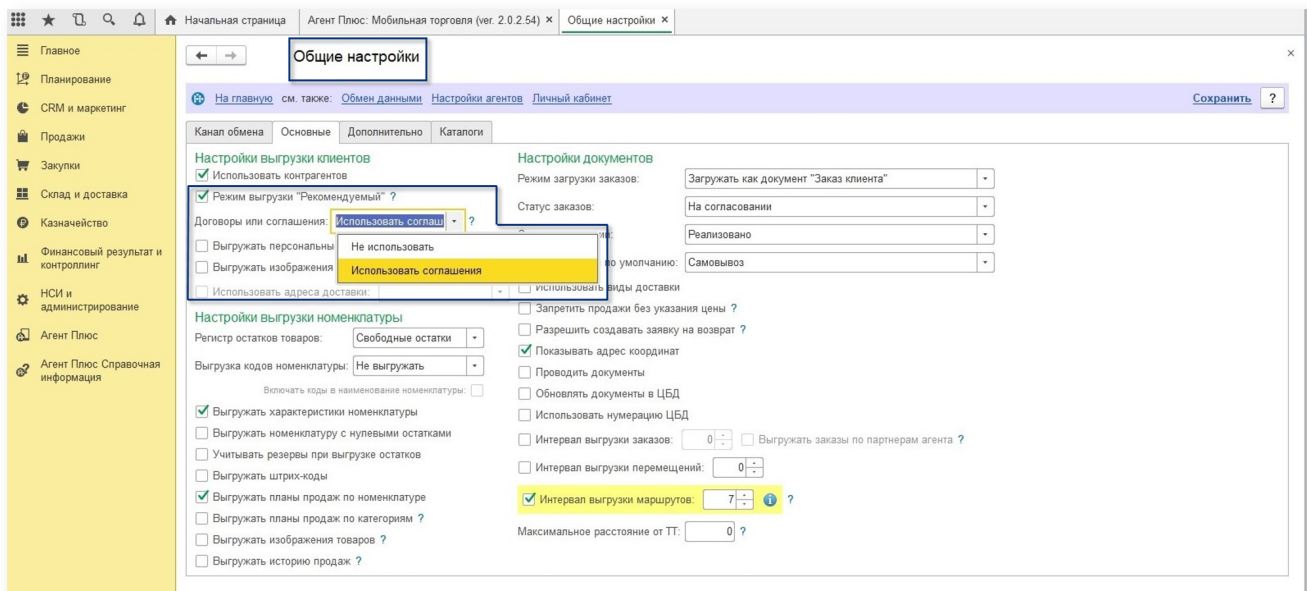 Начальная страница
Агент Плюс: Мобильная торговля (ver. 2.0.2.54) ×
Общие настройки ×
Главное
Планирование
CRM и маркетинг
Продажи
Закупки
Склад и доставка
Казначейство
Финансовый результат и
контроллинг
НСИ и
администрирование
Агент Плюс
Агент Плюс Справочная
информация
Общие настройки
На главную см. также: Обмен данными Настройки агентов Личный кабинет
Сохранить ?
Канал обмена Основные Дополнительно Каталоги
Настройки выгрузки клиентов
Использовать контрагентов
Режим выгрузки "Рекомендуемый" ?
Договоры или соглашения: Использовать соглаш ?
Не использовать
Использовать соглашения
Выгружать персональны
Выгружать изображения
Использовать адреса доставки:
Настройки выгрузки номенклатуры
Регистр остатков товаров: Свободные остатки
Выгрузка кодов номенклатуры: Не выгружать
Включать коды в наименование номенклатуры:
Выгружать характеристики номенклатуры
Выгружать номенклатуру с нулевыми остатками
Учитывать резервы при выгрузке остатков
Выгружать штрих-коды
Выгружать планы продаж по номенклатуре
Выгружать планы продаж по категориям ?
Выгружать изображения товаров ?
Выгружать историю продаж ?
Настройки документов
Режим загрузки заказов: Загружать как документ "Заказ клиента"
Статус заказов: На согласовании
Реализовано
по умолчанию: Самовывоз
Использовать виды доставки
Запретить продажи без указания цены ?
Разрешить создавать заявку на возврат ?
Показывать адрес координат
Проводить документы
Обновлять документы в ЦБД
Использовать нумерацию ЦБД
Интервал выгрузки заказов: 0 Выгружать заказы по партнерам агента ?
Интервал выгрузки перемещений: 0
Интервал выгрузки маршрутов: 7 ?
Максимальное расстояние от ТТ: 0 ?